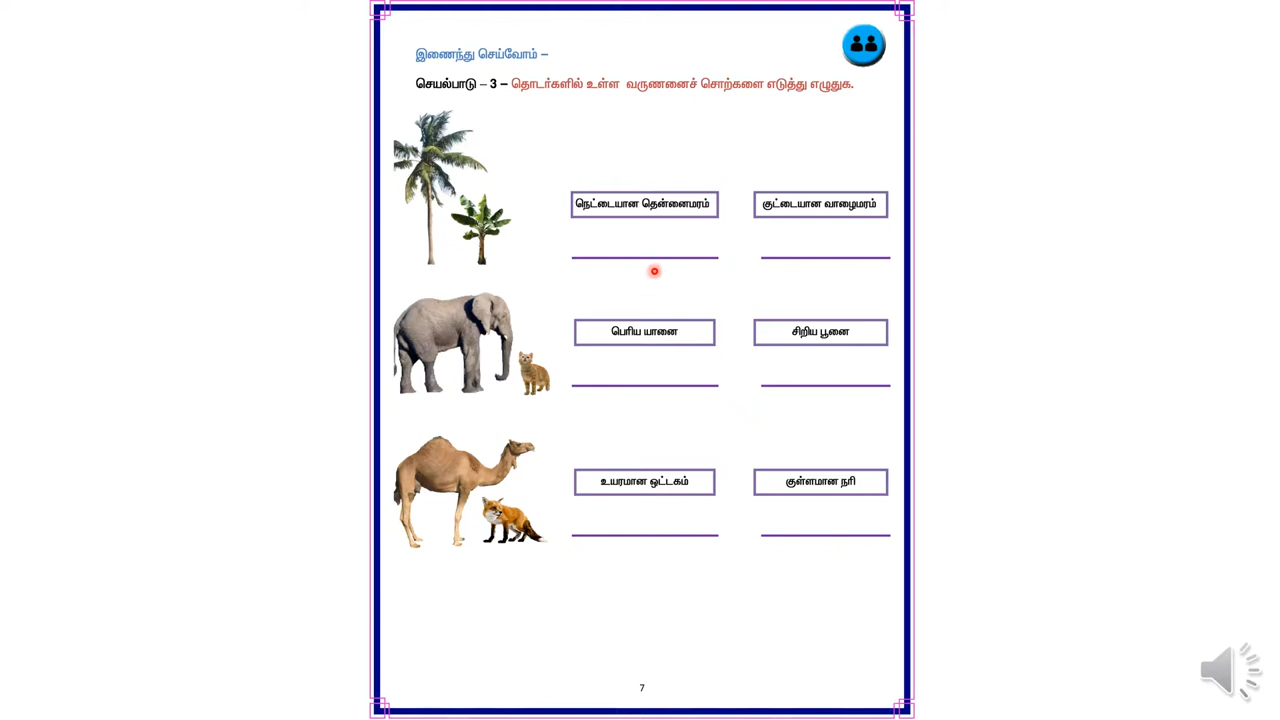 இணைந்து செய்வோம் –
செயல்பாடு – 3 – தொடர்களில் உள்ள வருணனைச் சொற்களை எடுத்து எழுதுக.
நெட்டையான தென்னைமரம் குட்டையான வாழைமரம்
பெரிய யானை சிறிய பூனை
உயரமான ஒட்டகம் குள்ளமான நரி
7